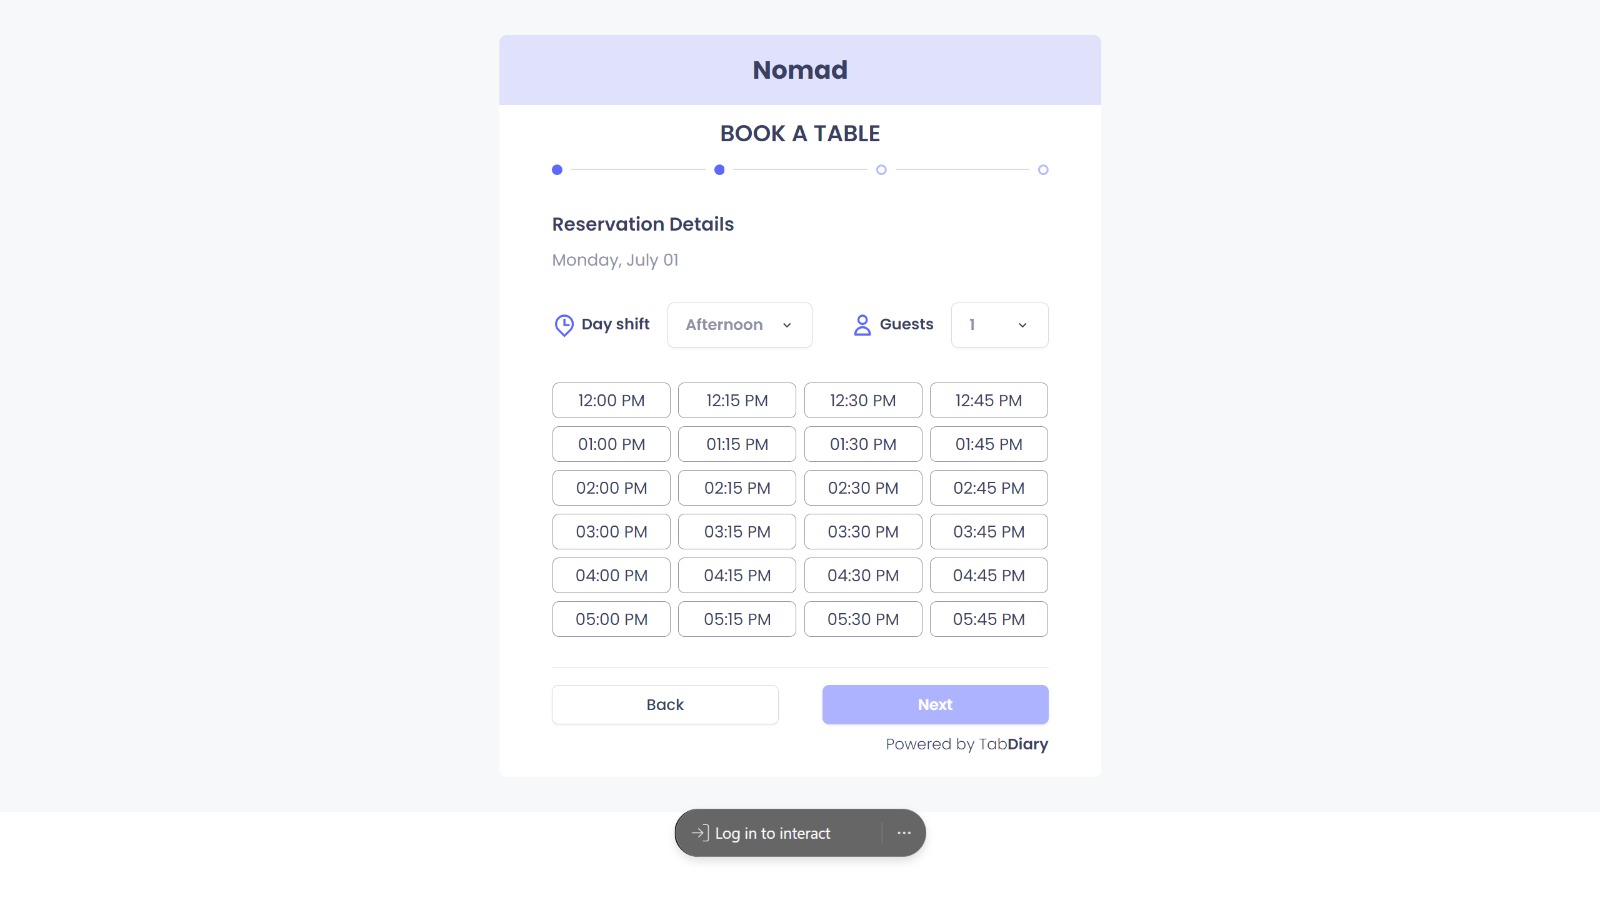 Nomad
BOOK A TABLE
Reservation Details
Monday, July 01
Day shift Afternoon Guests 1
12:00 PM 12:15 PM 12:30 PM 12:45 PM
01:00 PM 01:15 PM 01:30 PM 01:45 PM
02:00 PM 02:15 PM 02:30 PM 02:45 PM
03:00 PM 03:15 PM 03:30 PM 03:45 PM
04:00 PM 04:15 PM 04:30 PM 04:45 PM
05:00 PM 05:15 PM 05:30 PM 05:45 PM
Back Next
Powered by TabDiary
Log in to interact